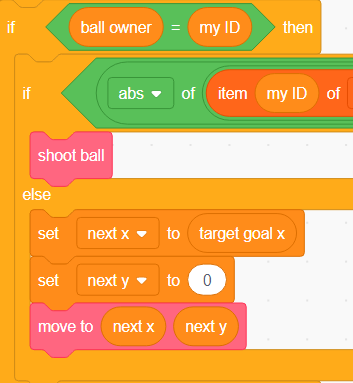 if ball owner = my ID then
if abs of item my ID of
shoot ball
else
set next x to target goal x
set next y to 0
move to next x next y